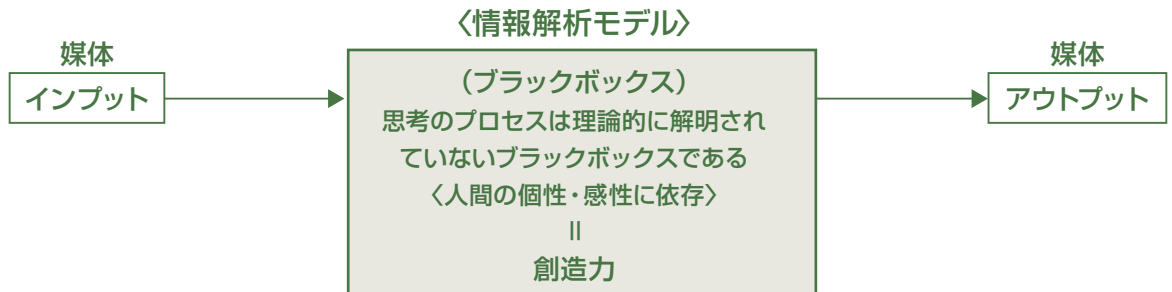 〈情報解析モデル〉
媒体
インプット
(ブラックボックス)
思考のプロセスは理論的に解明され
ていないブラックボックスである
〈人間の個性・感性に依存〉
||
創造力
媒体
アウトプット